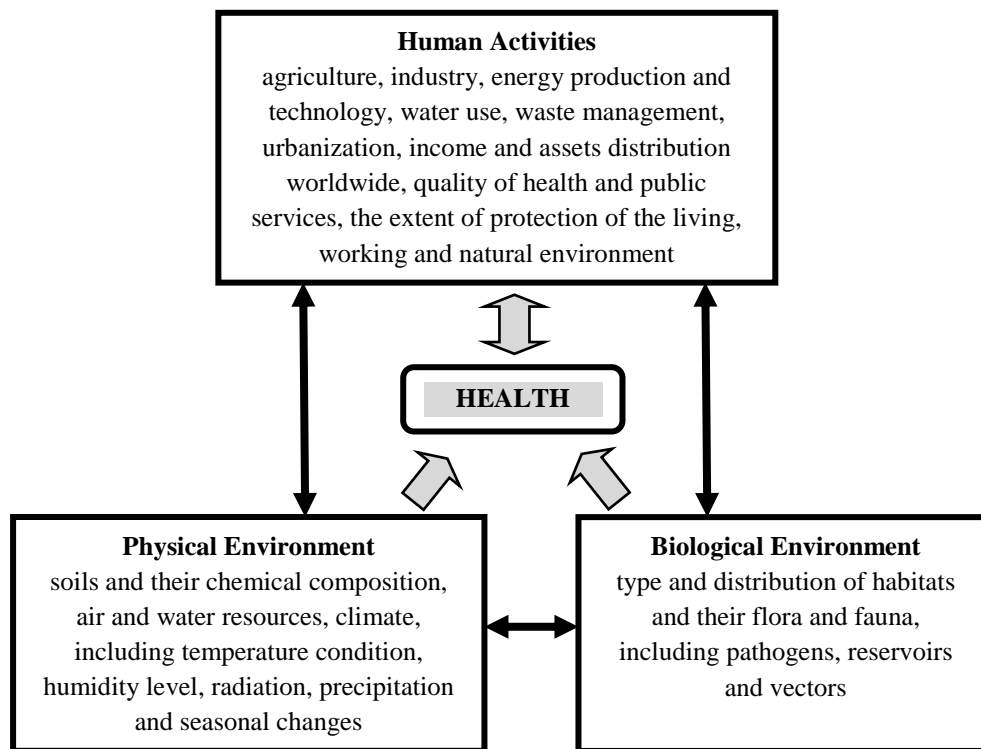 Human Activities
agriculture, industry, energy production and
technology, water use, waste management,
urbanization, income and assets distribution
worldwide, quality of health and public
services, the extent of protection of the living,
working and natural environment
HEALTH
Physical Environment
soils and their chemical composition,
air and water resources, climate,
including temperature condition,
humidity level, radiation, precipitation
and seasonal changes
Biological Environment
type and distribution of habitats
and their flora and fauna,
including pathogens, reservoirs
and vectors